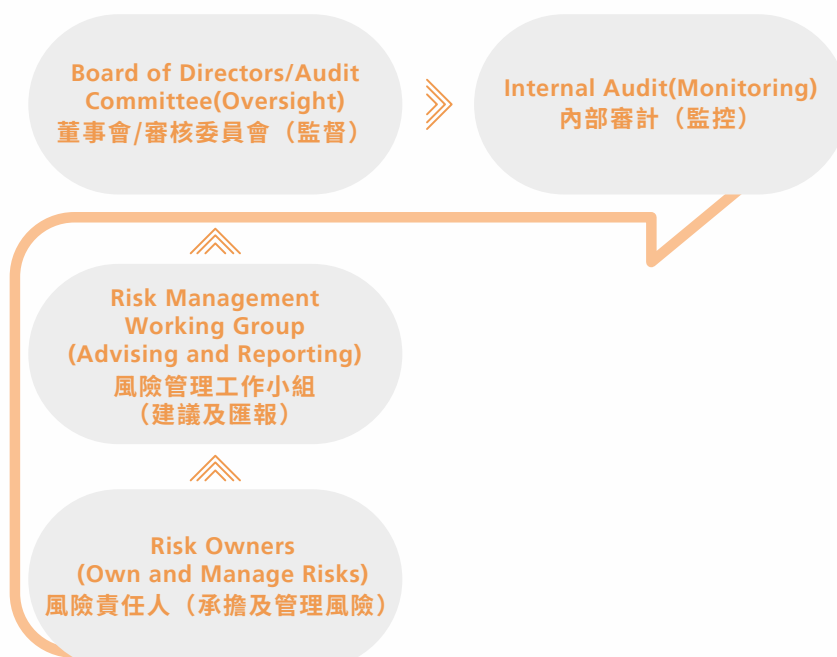 Board of Directors/Audit
Committee(Oversight)
董事會/審核委員會（監督）
Internal Audit(Monitoring)
內部審計（監控）
Risk Management
Working Group
(Advising and Reporting)
風險管理工作小組
（建議及匯報）
Risk Owners
(Own and Manage Risks)
風險責任人（承擔及管理風險）